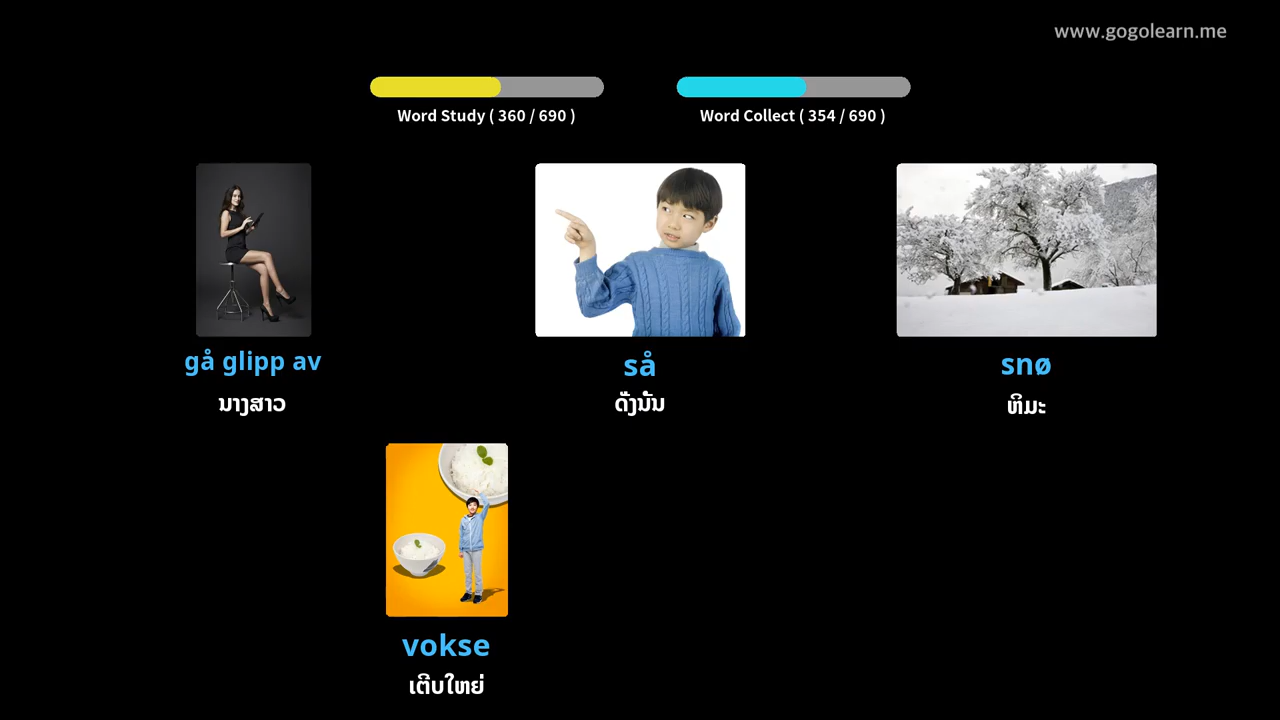 www.gogolearn.me
Word Study ( 360 / 690 )
Word Collect ( 354 / 690 )
gå glipp av
så
snø
ນາງສາວ
ດັ່ງນັ້ນ
ຫິມະ
vokse
ເຕີບໃຫຍ່